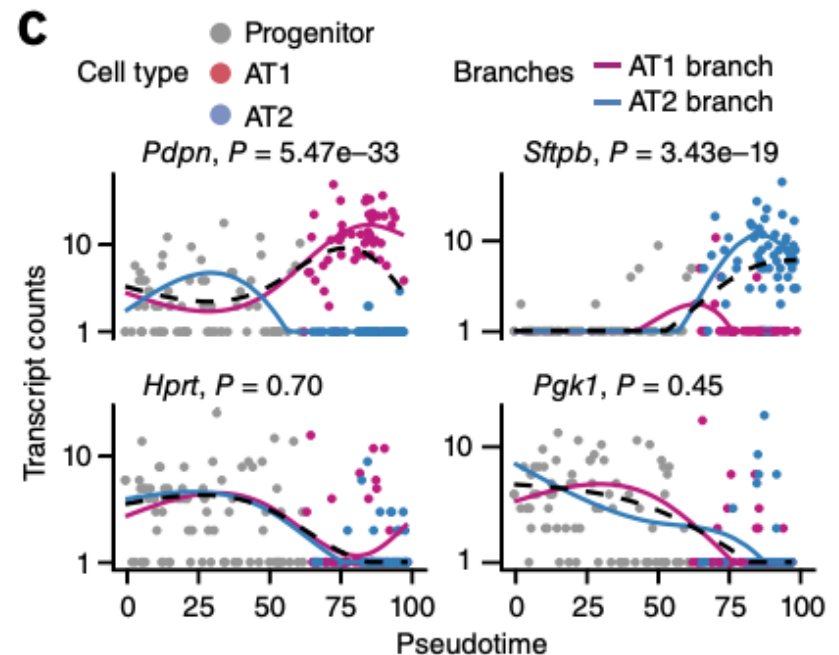 C
Cell type
Progenitor
AT1
AT2
Branches
AT1 branch
AT2 branch
Transcript counts
Pdpn, P = 5.47e–33
10
1
Sftpb, P = 3.43e–19
10
1
Hprt, P = 0.70
10
1
0 25 50 75 100
Pgk1, P = 0.45
10
1
0 25 50 75 100
Pseudotime